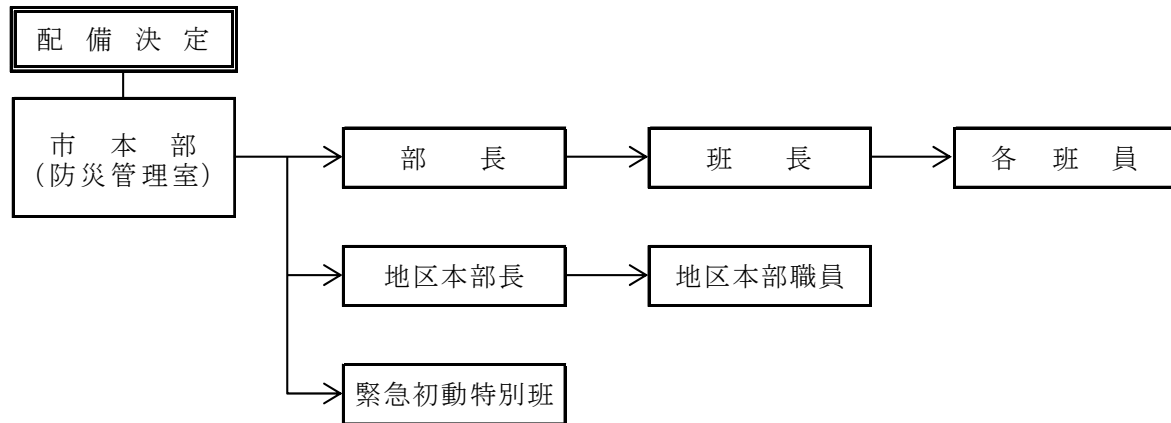 配備決定
市本部
(防災管理室)
部長
班長
各班員
地区本部長
地区本部職員
緊急初動特別班